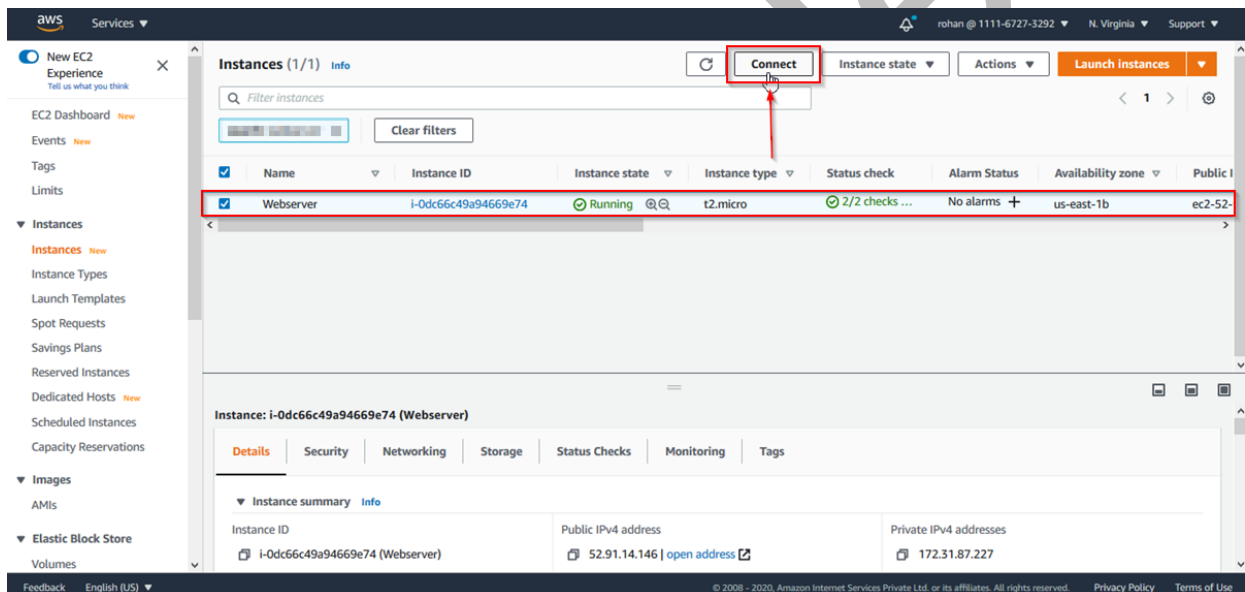 aws Services ▼ rohan @ 1111-6727-3292 ▼ N. Virginia ▼ Support ▼
New EC2
Experience
Tell us what you think
EC2 Dashboard New
Events New
Tags
Limits
▼ Instances
Instances New
Instance Types
Launch Templates
Spot Requests
Savings Plans
Reserved Instances
Dedicated Hosts New
Scheduled Instances
Capacity Reservations
▼ Images
AMIs
▼ Elastic Block Store
Volumes
Instances (1/1) Info Connect Instance state ▼ Actions ▼ Launch instances ▼
Filter instances < 1 >
Clear filters
Name Instance ID Instance state Instance type Status check Alarm Status Availability zone Public I
Webserver i-0dc66c49a94669e74 Running t2.micro 2/2 checks ... No alarms + us-east-1b ec2-52-
Instance: i-0dc66c49a94669e74 (Webserver)
Details Security Networking Storage Status Checks Monitoring Tags
▼ Instance summary Info
Instance ID Public IPv4 address Private IPv4 addresses
i-0dc66c49a94669e74 (Webserver) 52.91.14.146 | open address 172.31.87.227
Feedback English (US) ▼ © 2008 - 2020, Amazon Internet Services Private Ltd. or its affiliates. All rights reserved. Privacy Policy Terms of Use